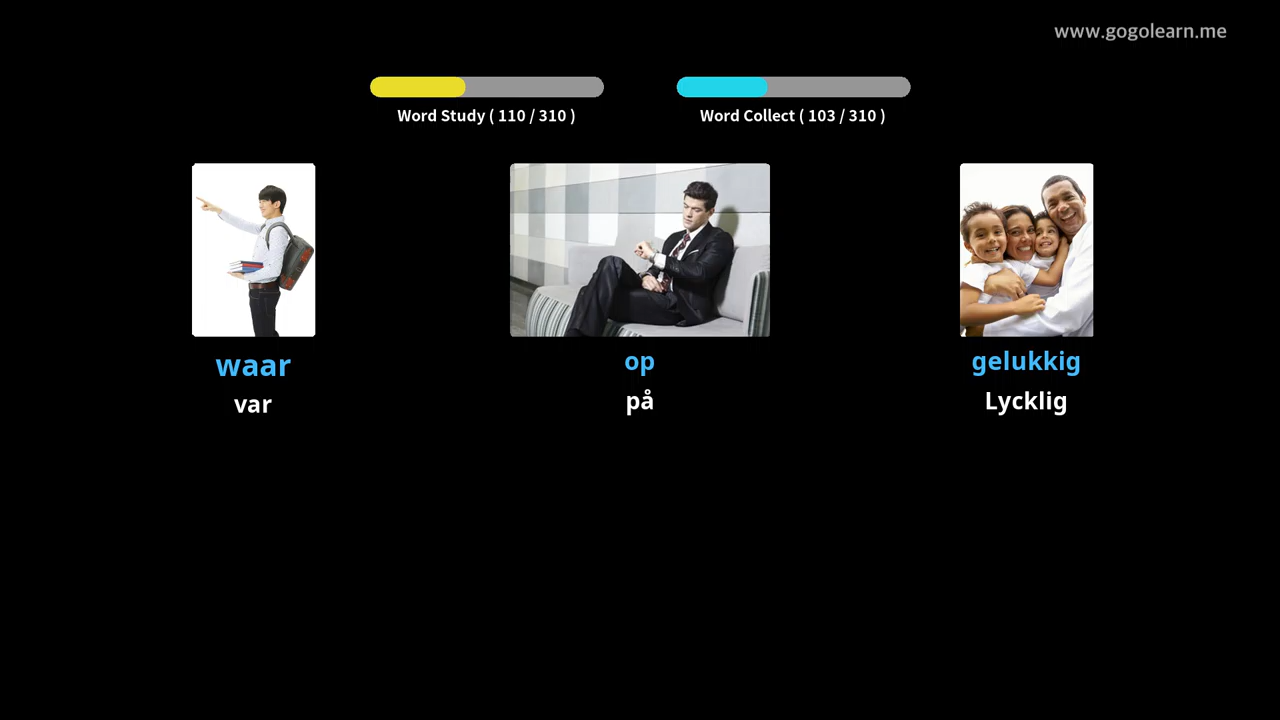 www.gogolearn.me
Word Study ( 110 / 310 )
Word Collect ( 103 / 310 )
waar
var
op
på
gelukkig
Lycklig